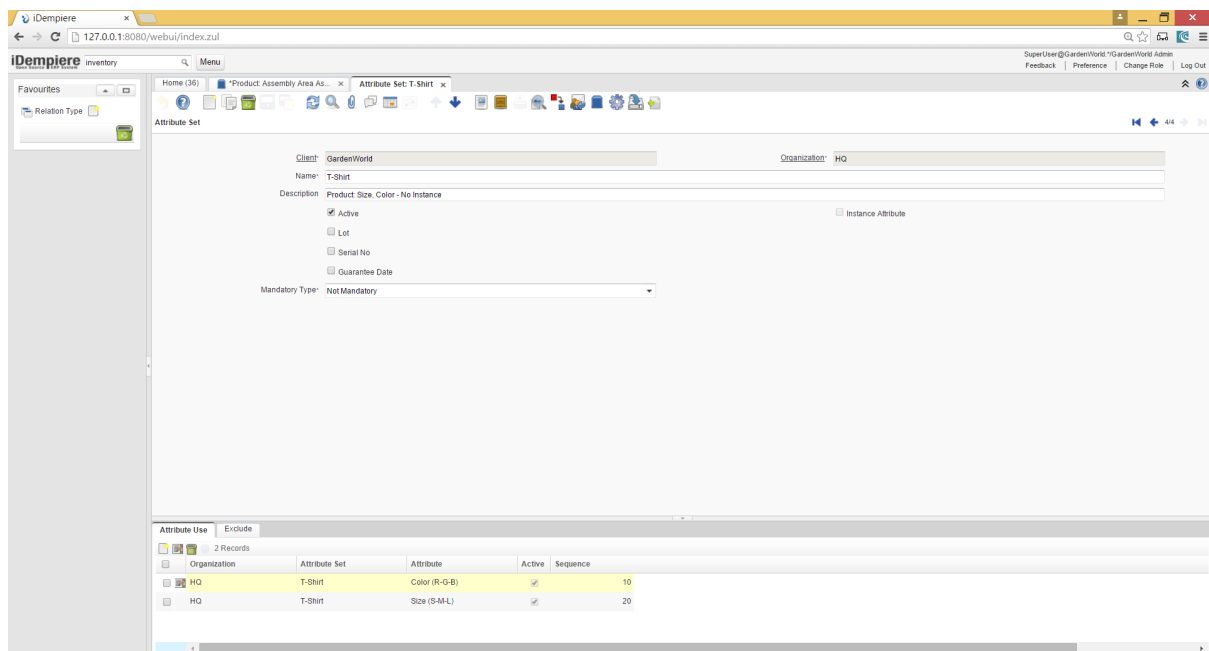 iDempiere
127.0.0.1:8080/webui/index.zul
iDempiere inventory Menu
SuperUser@GardenWorld.*/GardenWorld Admin
Feedback | Preference | Change Role | Log Out
Favourites
Relation Type
Home (36) *Product: Assembly Area As... Attribute Set: T-Shirt
Attribute Set 4/4
Client GardenWorld Organization HQ
Name T-Shirt
Description Product: Size, Color - No Instance
Active Instance Attribute
Lot
Serial No
Guarantee Date
Mandatory Type Not Mandatory
Attribute Use Exclude
2 Records
Organization Attribute Set Attribute Active Sequence
HQ T-Shirt Color (R-G-B) 10
HQ T-Shirt Size (S-M-L) 20